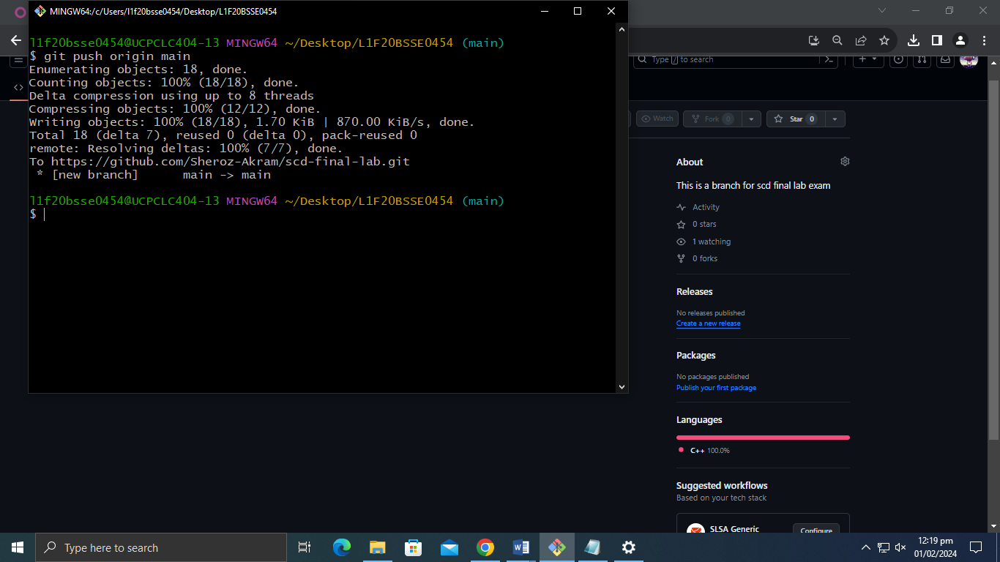 MINGW64:/c/Users/l1f20bsse0454/Desktop/L1F20BSSE0454
l1f20bsse0454@UCPCLC404-13 MINGW64 ~/Desktop/L1F20BSSE0454 (main)
$ git push origin main
Enumerating objects: 18, done.
Counting objects: 100% (18/18), done.
Delta compression using up to 8 threads
Compressing objects: 100% (12/12), done.
Writing objects: 100% (18/18), 1.70 KiB | 870.00 KiB/s, done.
Total 18 (delta 7), reused 0 (delta 0), pack-reused 0
remote: Resolving deltas: 100% (7/7), done.
To https://github.com/Sheroz-Akram/scd-final-lab.git
 * [new branch]      main -> main
l1f20bsse0454@UCPCLC404-13 MINGW64 ~/Desktop/L1F20BSSE0454 (main)
$
Type / to search
Watch
Fork 0
Star 0
About
This is a branch for scd final lab exam
Activity
0 stars
1 watching
0 forks
Releases
No releases published
Create a new release
Packages
No packages published
Publish your first package
Languages
C++ 100.0%
Suggested workflows
Based on your tech stack
SLSA Generic
Configure
Type here to search
12:19 pm
01/02/2024